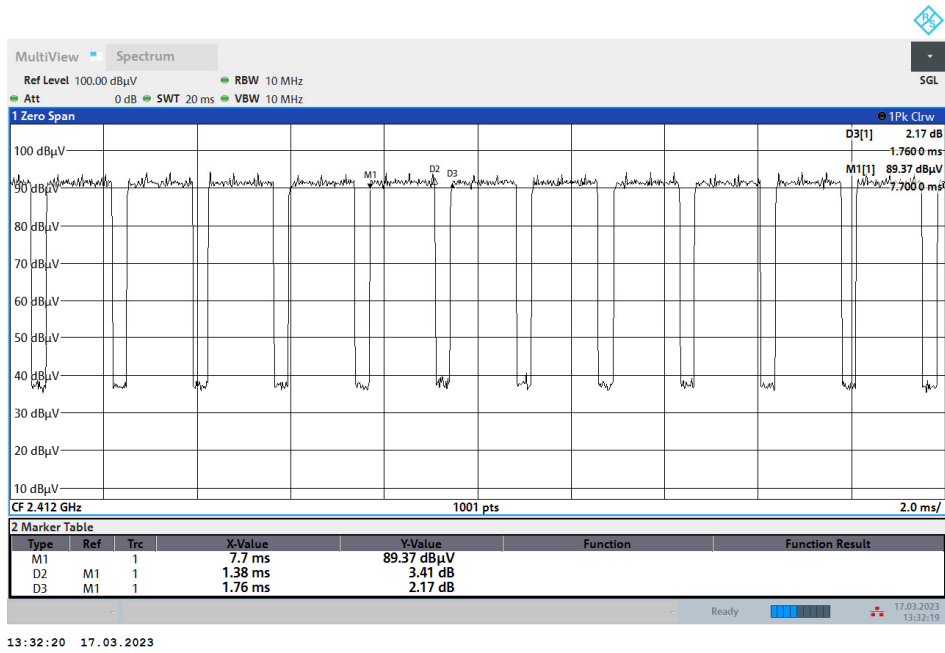 R&S
MultiView Spectrum
Ref Level 100.00 dBµV RBW 10 MHz SGL
Att 0 dB SWT 20 ms VBW 10 MHz
1 Zero Span 1Pk Clrw
D3[1] 2.17 dB
1.760 0 ms
M1[1] 89.37 dBµV
7.700 0 ms
100 dBµV
M1 D2 D3
90 dBµV
80 dBµV
70 dBµV
60 dBµV
50 dBµV
40 dBµV
30 dBµV
20 dBµV
10 dBµV
CF 2.412 GHz 1001 pts 2.0 ms/
2 Marker Table
Type Ref Trc X-Value Y-Value Function Function Result
M1 1 7.7 ms 89.37 dBµV
D2 M1 1 1.38 ms 3.41 dB
D3 M1 1 1.76 ms 2.17 dB
Ready 17.03.2023
13:32:19
13:32:20 17.03.2023